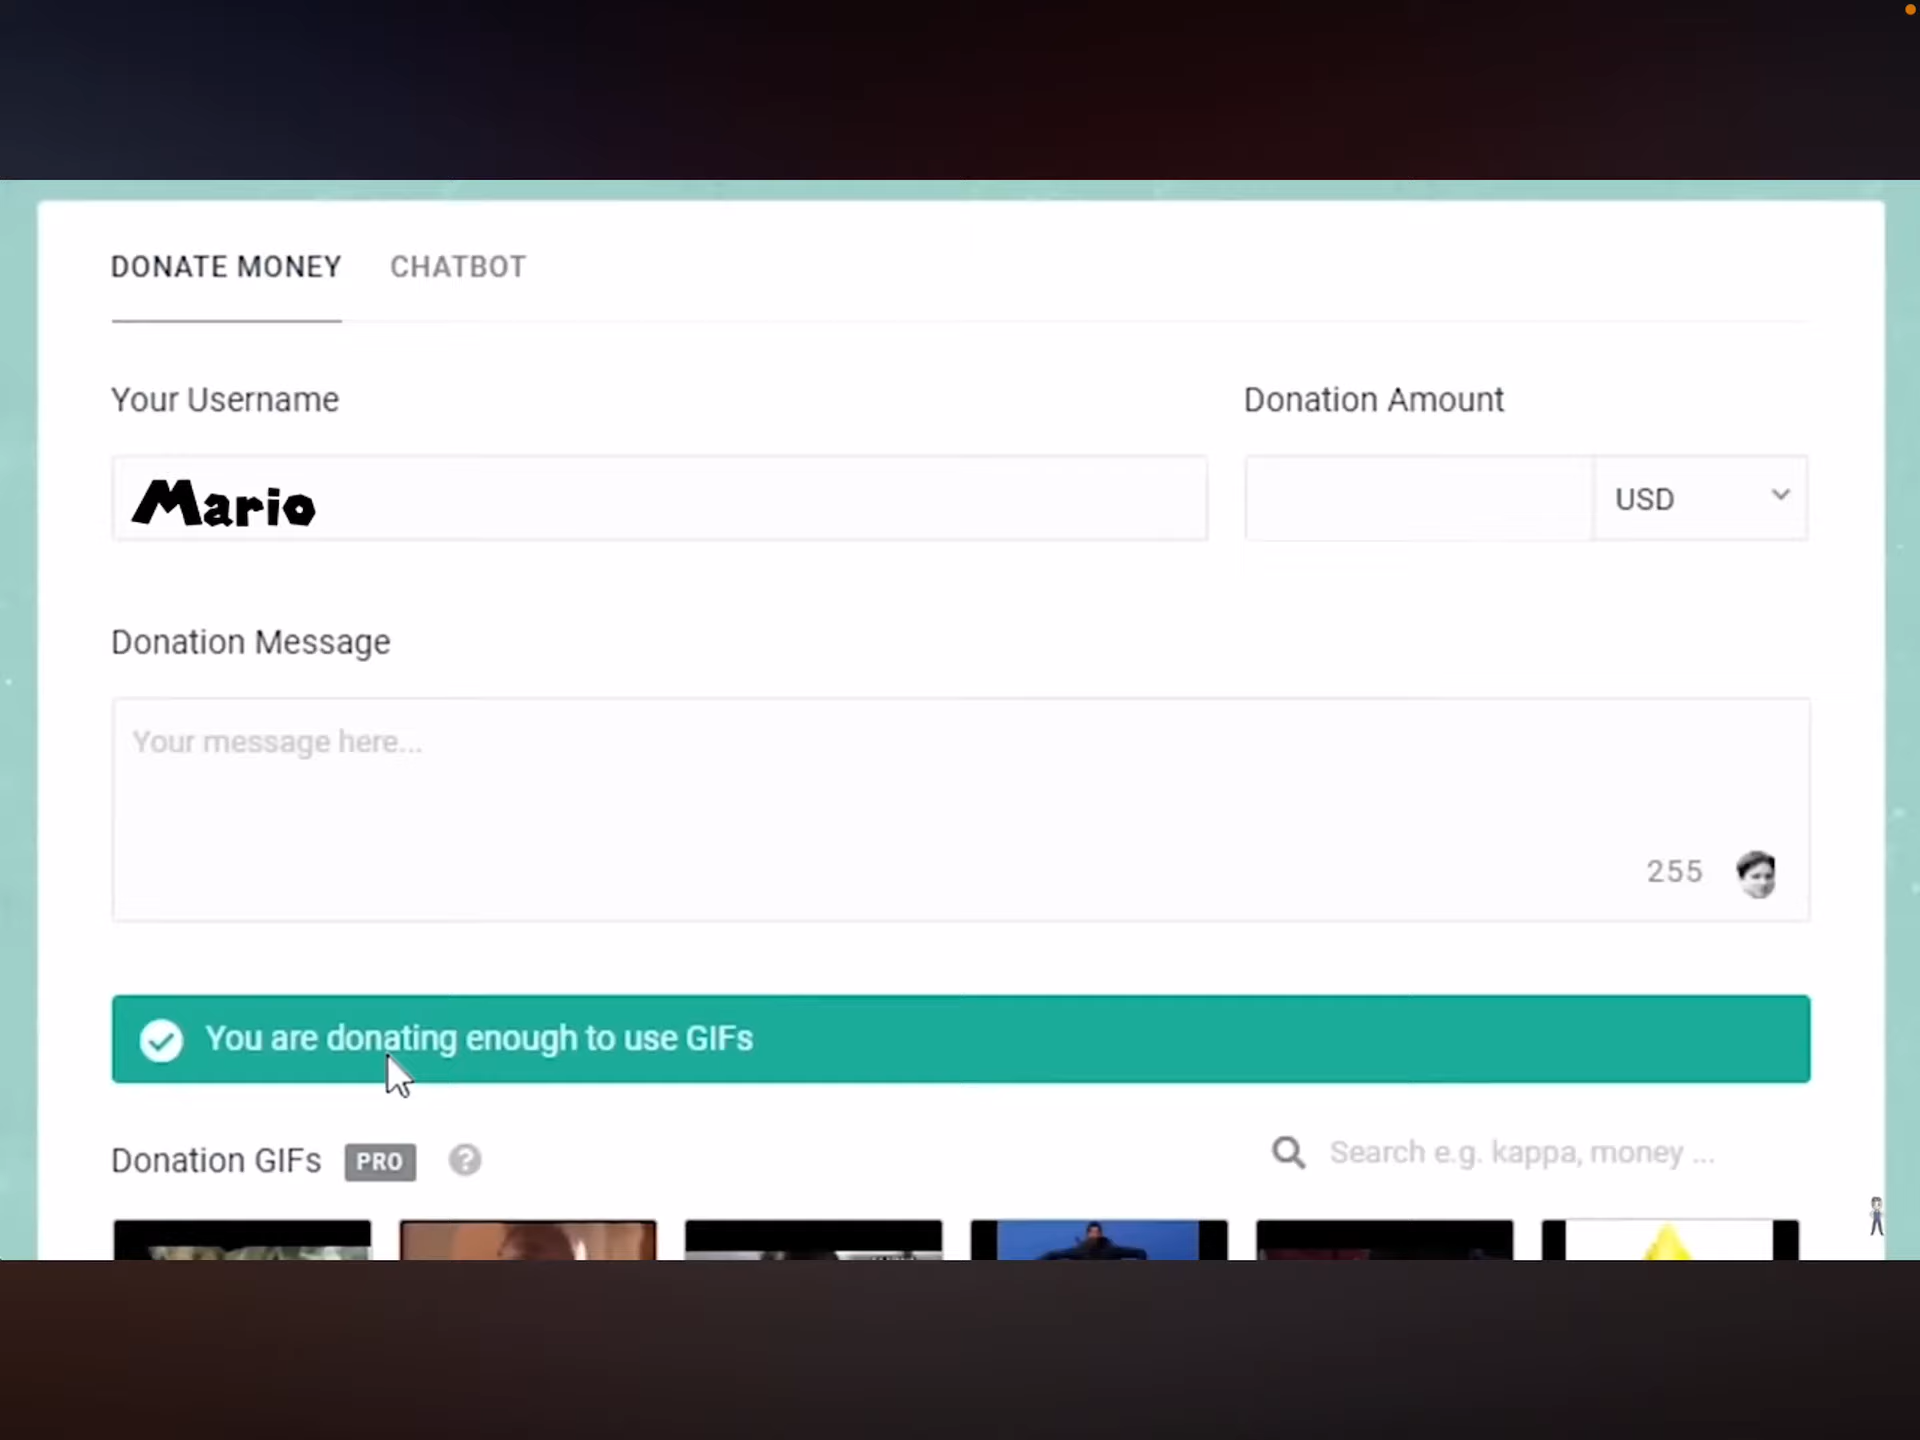 DONATE MONEY CHATBOT
Your Username Donation Amount
Mario USD
Donation Message
Your message here...
255
You are donating enough to use GIFs
Donation GIFs PRO ? Search e.g. kappa, money ...